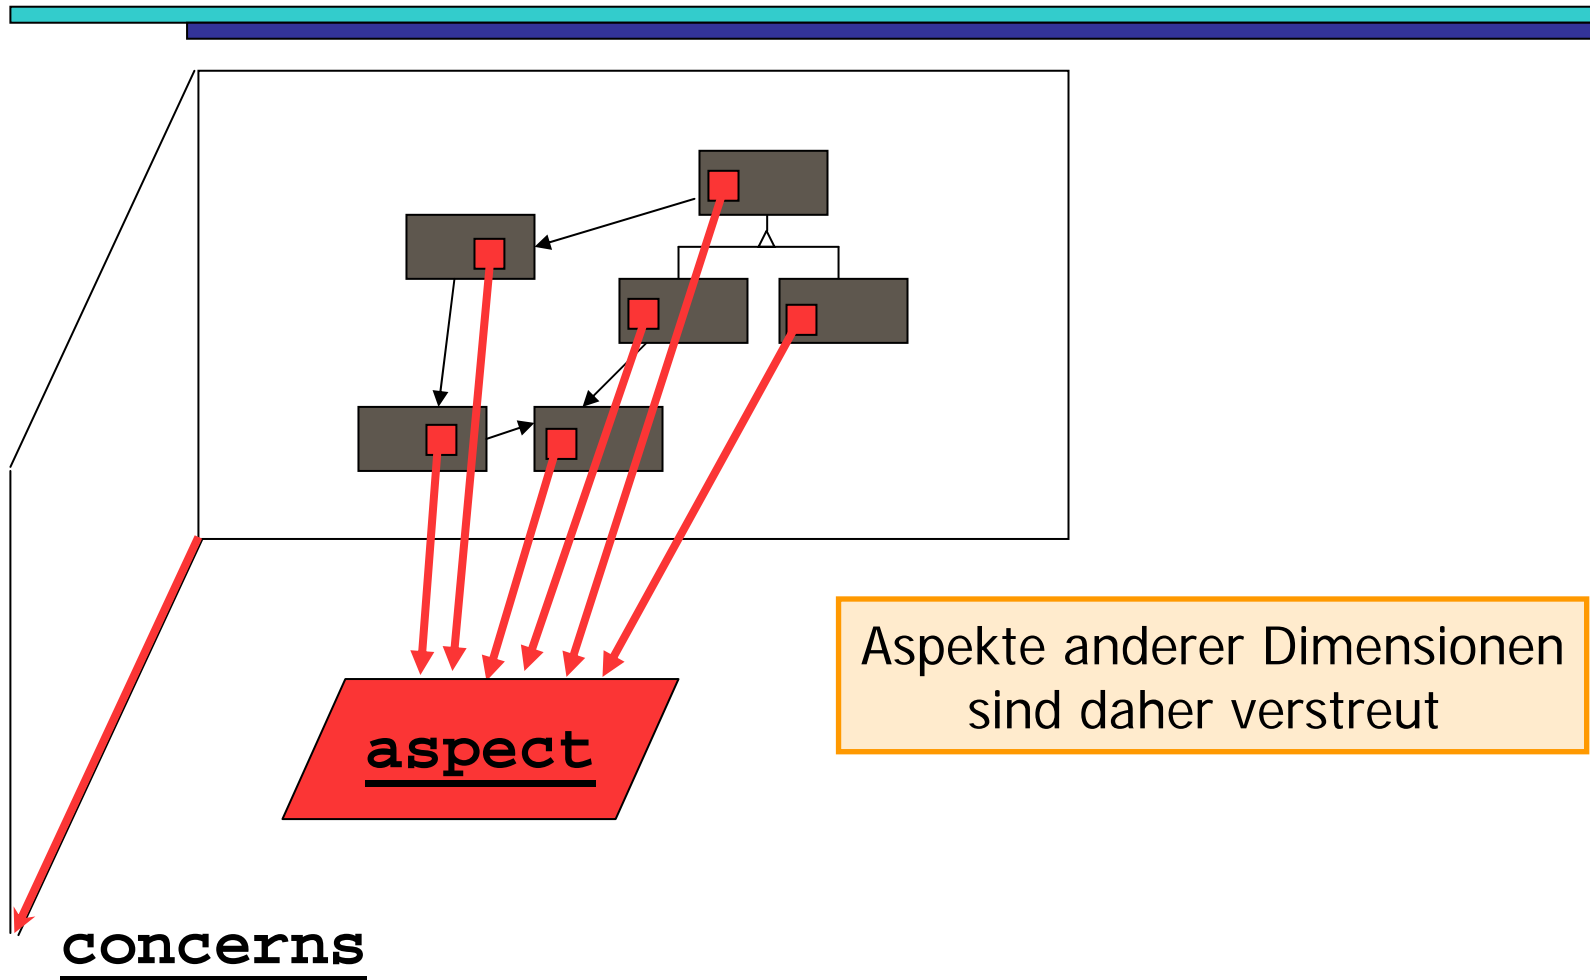 Aspekte anderer Dimensionen
sind daher verstreut
aspect
concerns